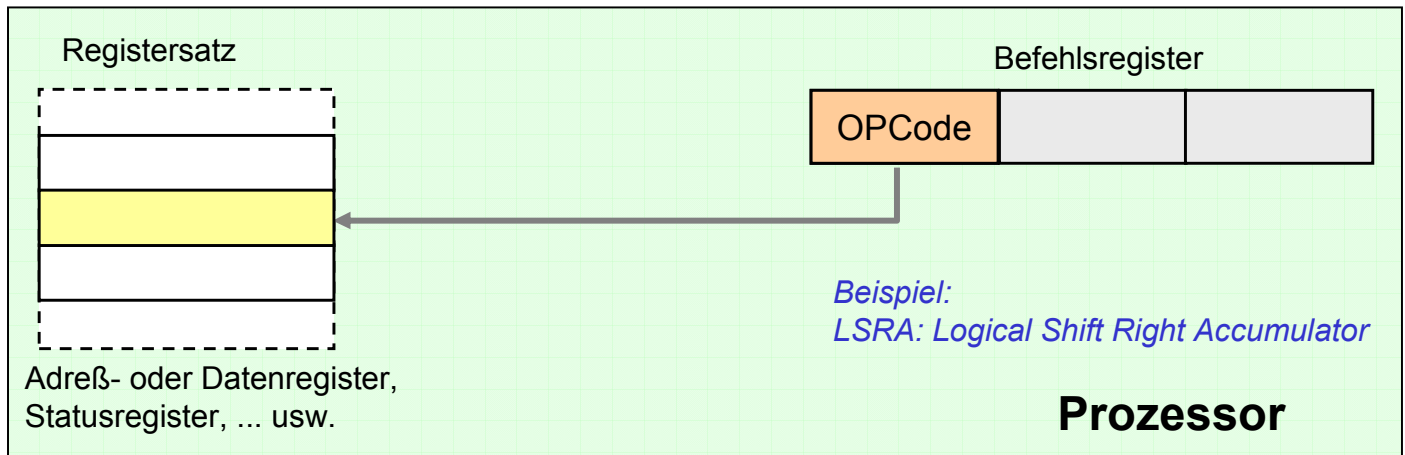 Registersatz
Befehlsregister
OPCode
Beispiel:
LSRA: Logical Shift Right Accumulator
Adreß- oder Datenregister,
Statusregister, ... usw.
Prozessor